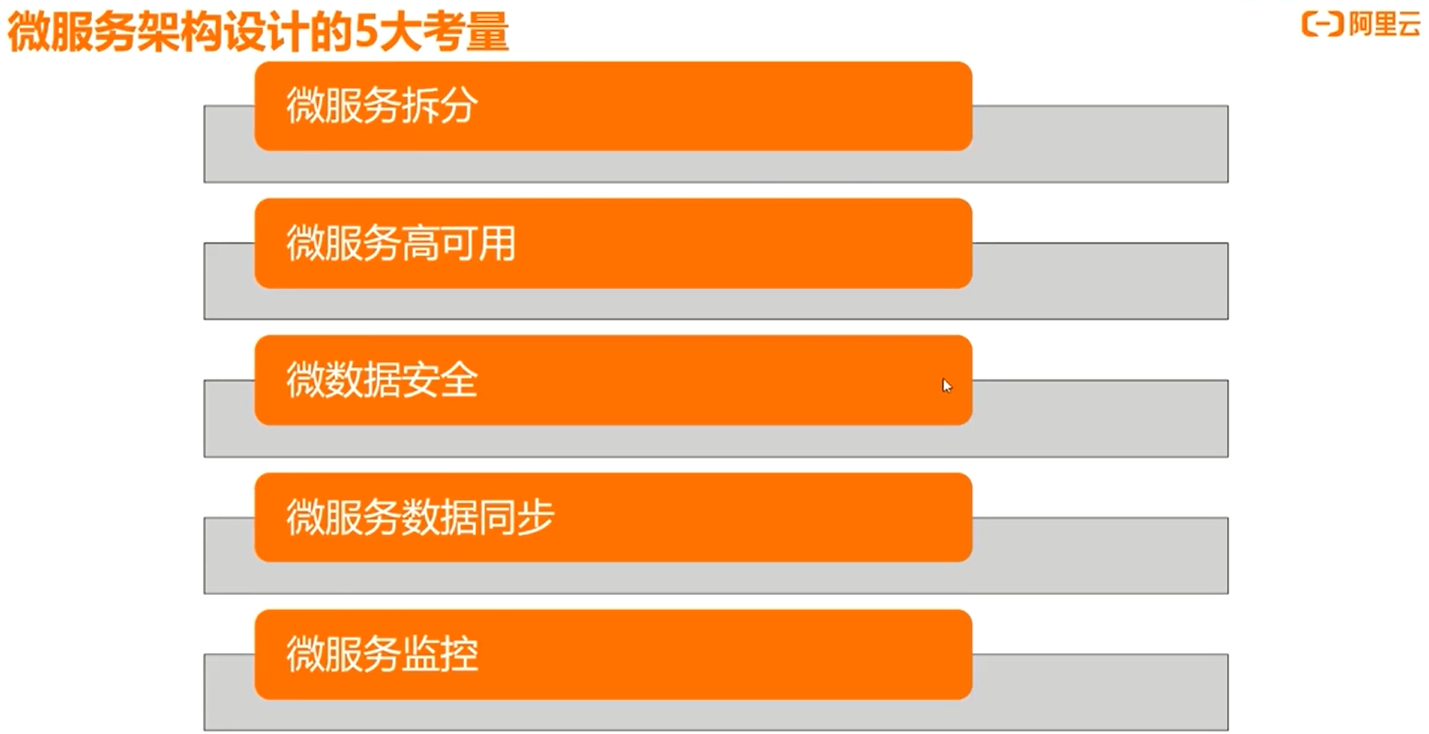 微服务架构设计的5大考量
阿里云
微服务拆分
微服务高可用
微数据安全
微服务数据同步
微服务监控